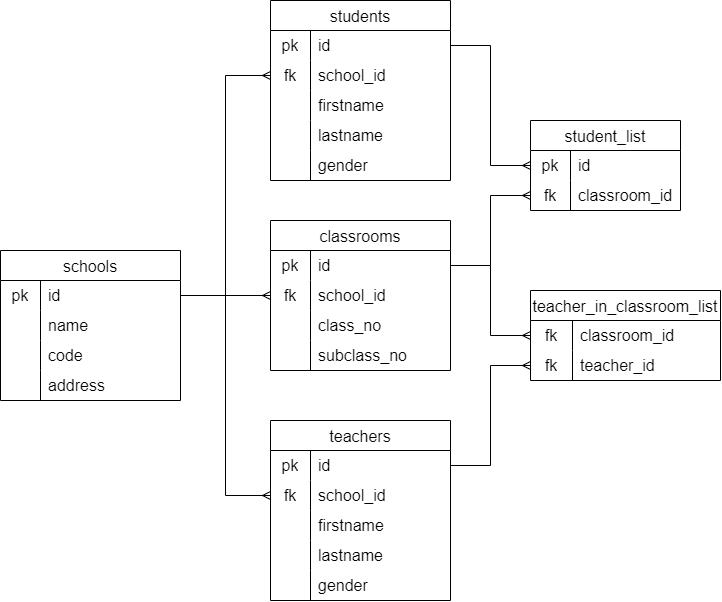 students
pk id
fk school_id
firstname
lastname
gender
student_list
pk id
fk classroom_id
classrooms
pk id
fk school_id
class_no
subclass_no
schools
pk id
name
code
address
teacher_in_classroom_list
fk classroom_id
fk teacher_id
teachers
pk id
fk school_id
firstname
lastname
gender